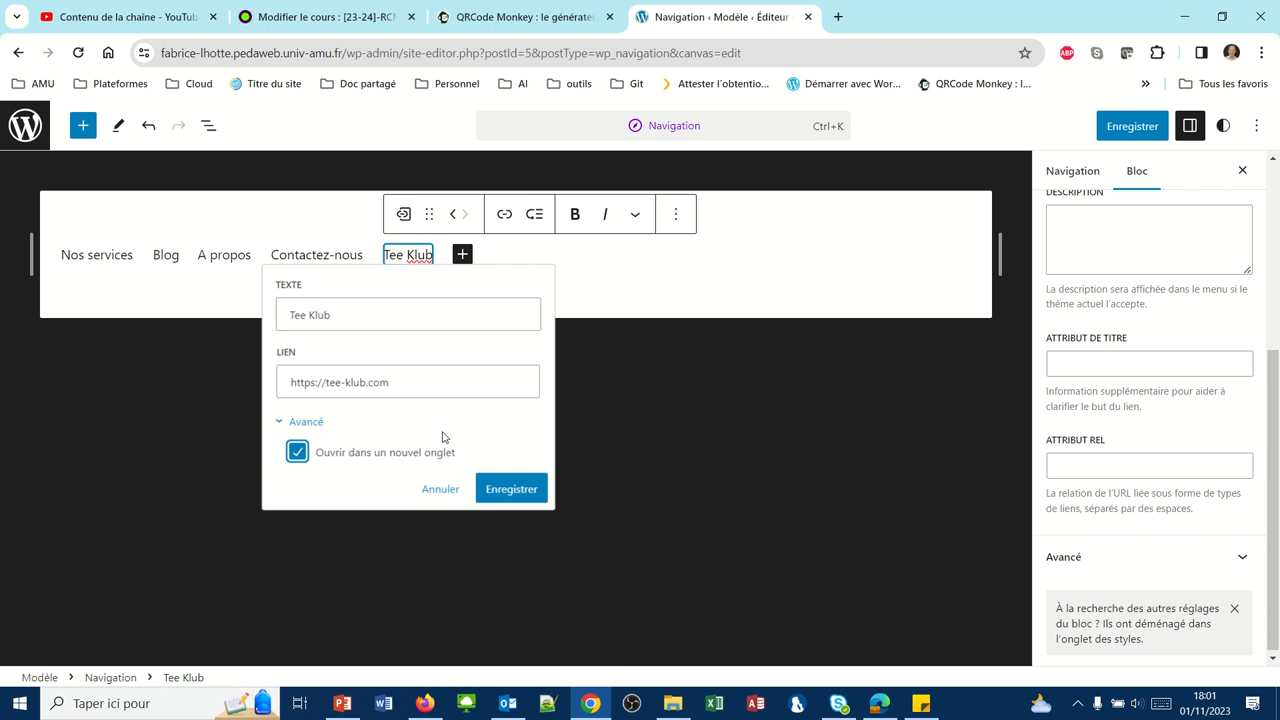 Contenu de la chaîne - YouTube
Modifier le cours : [23-24]-RCM
QRCode Monkey : le générateu
Navigation ‹ Modèle ‹ Éditeur
fabrice-lhotte.pedaweb.univ-amu.fr/wp-admin/site-editor.php?postId=5&postType=wp_navigation&canvas=edit
ABP
AMU
Plateformes
Cloud
Titre du site
Doc partagé
Personnel
AI
outils
Git
Attester l'obtentio...
Démarrer avec Wor...
QRCode Monkey : l...
Tous les favoris
Navigation
Ctrl+K
Enregistrer
Navigation
Bloc
DESCRIPTION
B I
Nos services
Blog
A propos
Contactez-nous
Tee Klub
TEXTE
Tee Klub
LIEN
https://tee-klub.com
Avancé
Ouvrir dans un nouvel onglet
Annuler
Enregistrer
La description sera affichée dans le menu si le
thème actuel l'accepte.
ATTRIBUT DE TITRE
Information supplémentaire pour aider à
clarifier le but du lien.
ATTRIBUT REL
La relation de l'URL liée sous forme de types
de liens, séparés par des espaces.
Avancé
À la recherche des autres réglages
du bloc ? Ils ont déménagé dans
l'onglet des styles.
Modèle
Navigation
Tee Klub
Taper ici pour
18:01
01/11/2023